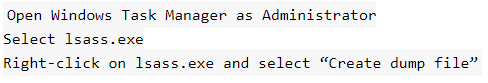 Open Windows Task Manager as Administrator
Select lsass.exe
Right-click on lsass.exe and select “Create dump file”